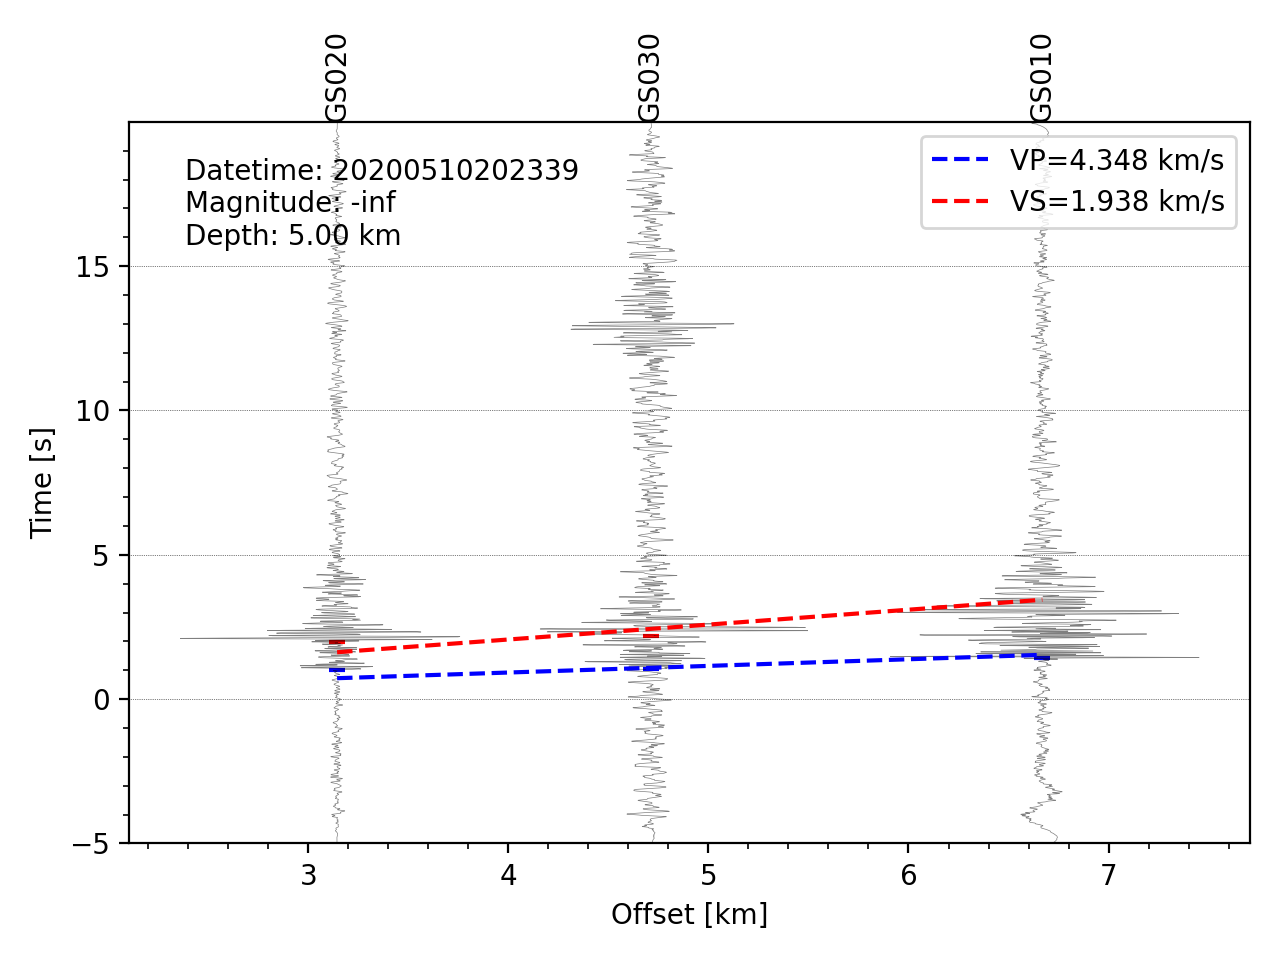 GS020
GS030
GS010
Datetime: 20200510202339
Magnitude: -inf
Depth: 5.00 km
VP=4.348 km/s
VS=1.938 km/s
15
10
5
0
−5
Time [s]
3
4
5
6
7
Offset [km]